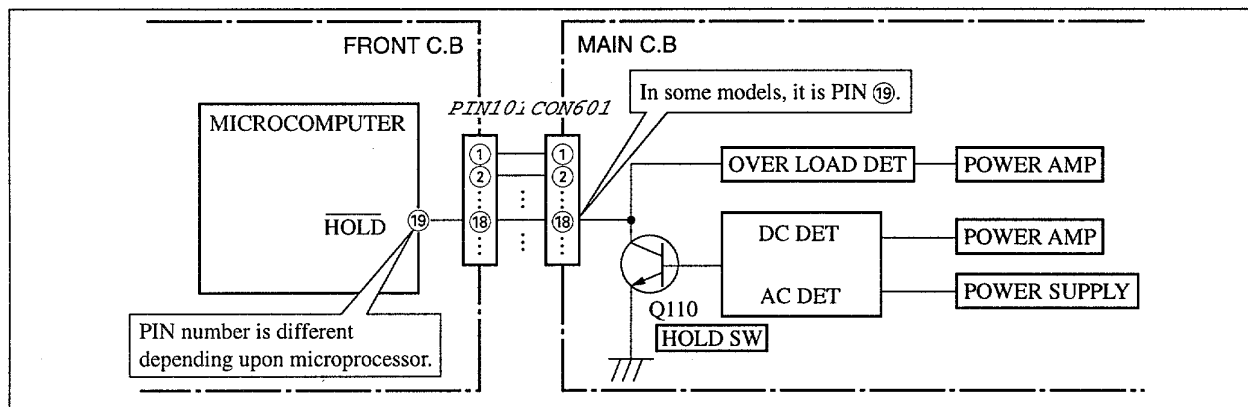 FRONT C.B
MAIN C.B
PIN101 CON601
In some models, it is PIN ⑲.
MICROCOMPUTER
① ①
② ②
HOLD ⑲ ⑱ ⑱
OVER LOAD DET
POWER AMP
DC DET
POWER AMP
AC DET
POWER SUPPLY
Q110
HOLD SW
PIN number is different
depending upon microprocessor.